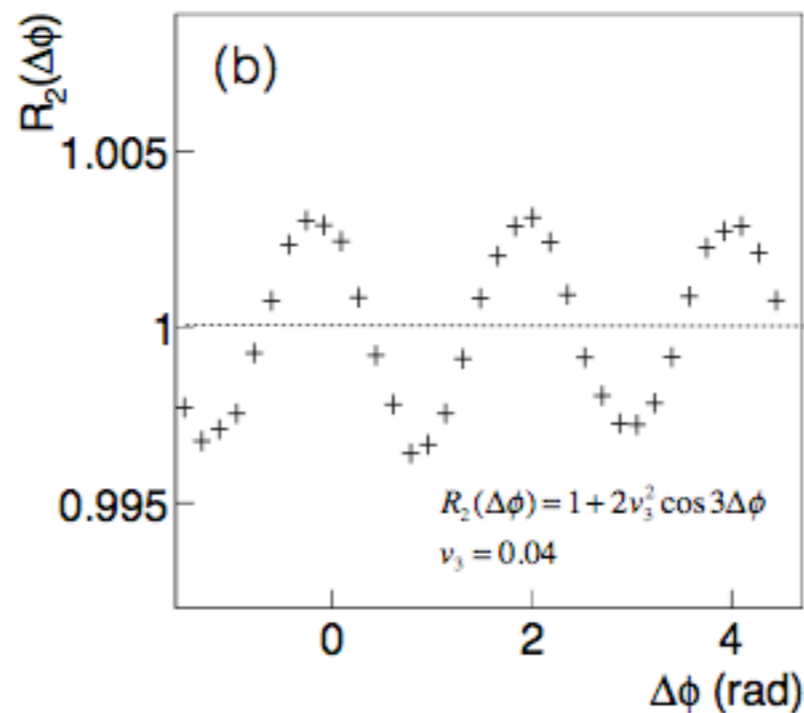 (b)
R₂(Δϕ)
1.005
1
0.995
R₂(Δϕ) = 1 + 2v₃² cos 3Δϕ
v₃ = 0.04
0 2 4
Δϕ (rad)